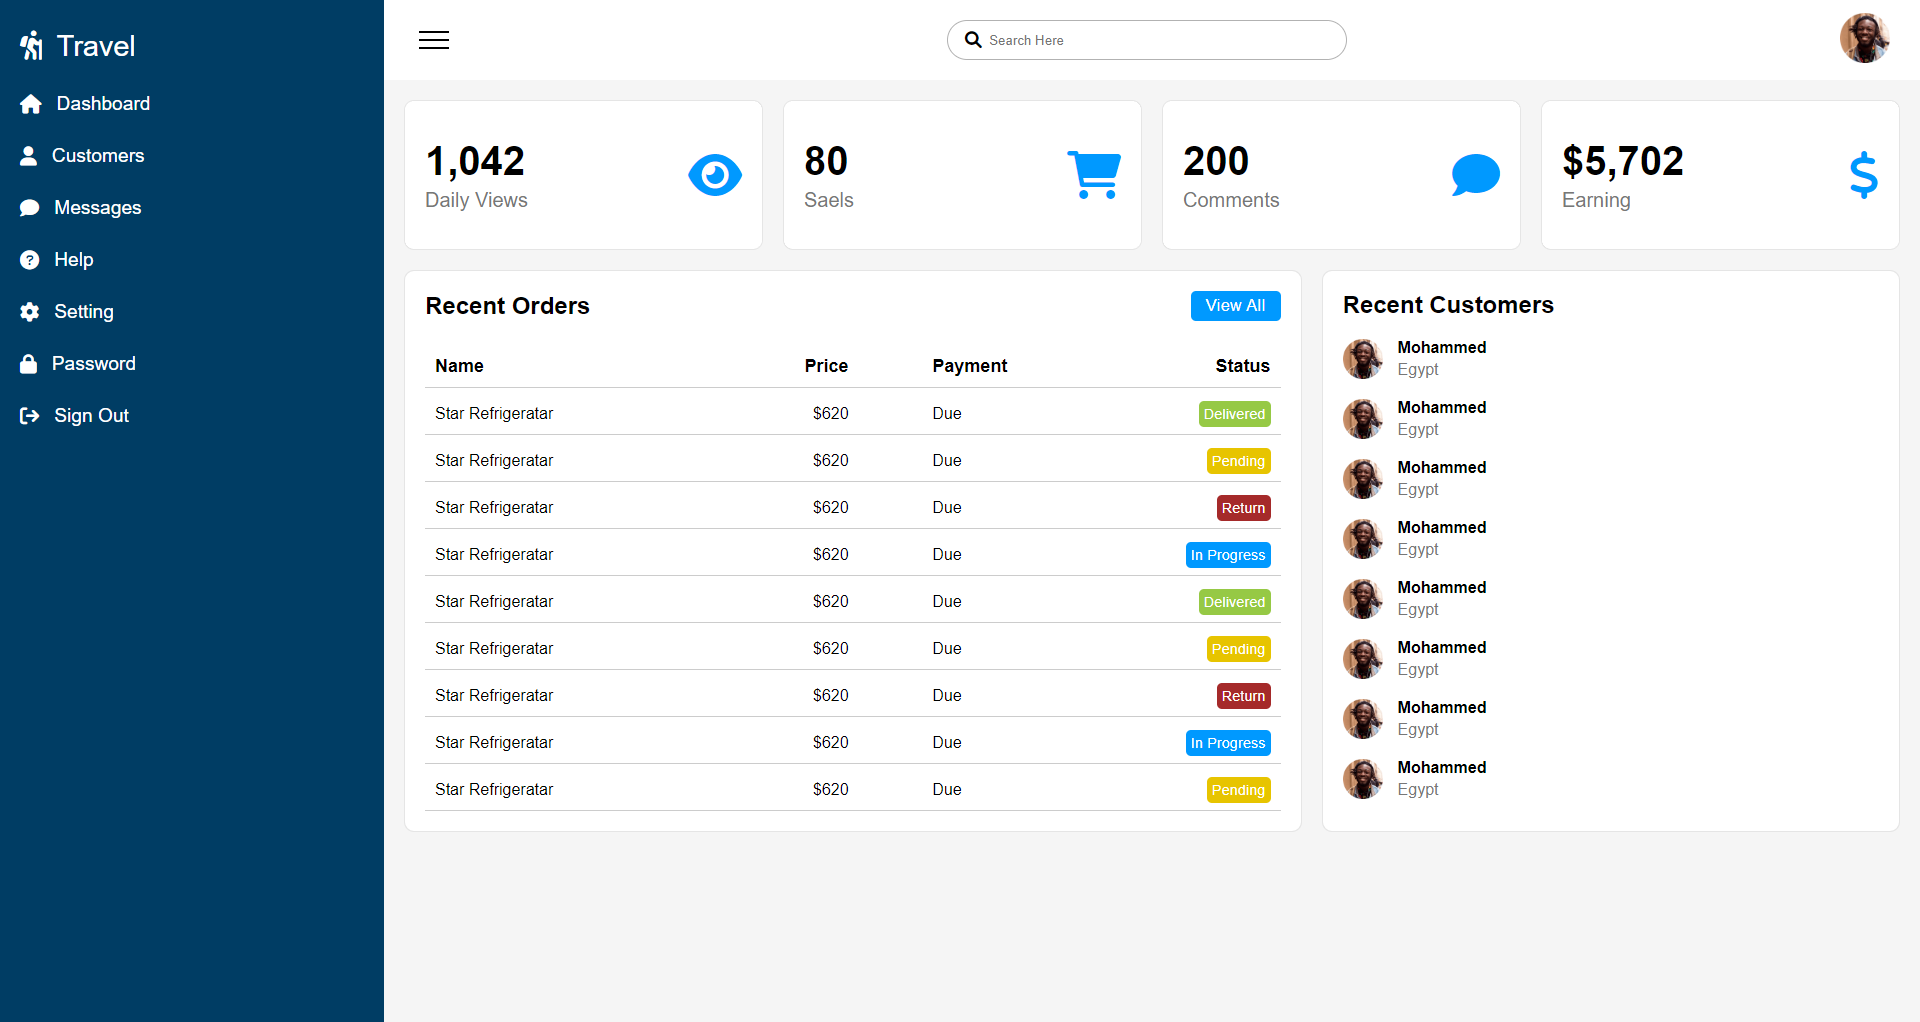 Travel
Dashboard
Customers
Messages
Help
Setting
Password
Sign Out
Search Here
1,042
Daily Views
80
Saels
200
Comments
$5,702
Earning
Recent Orders
View All
Name Price Payment Status
Star Refrigeratar $620 Due Delivered
Star Refrigeratar $620 Due Pending
Star Refrigeratar $620 Due Return
Star Refrigeratar $620 Due In Progress
Star Refrigeratar $620 Due Delivered
Star Refrigeratar $620 Due Pending
Star Refrigeratar $620 Due Return
Star Refrigeratar $620 Due In Progress
Star Refrigeratar $620 Due Pending
Recent Customers
Mohammed
Egypt
Mohammed
Egypt
Mohammed
Egypt
Mohammed
Egypt
Mohammed
Egypt
Mohammed
Egypt
Mohammed
Egypt
Mohammed
Egypt